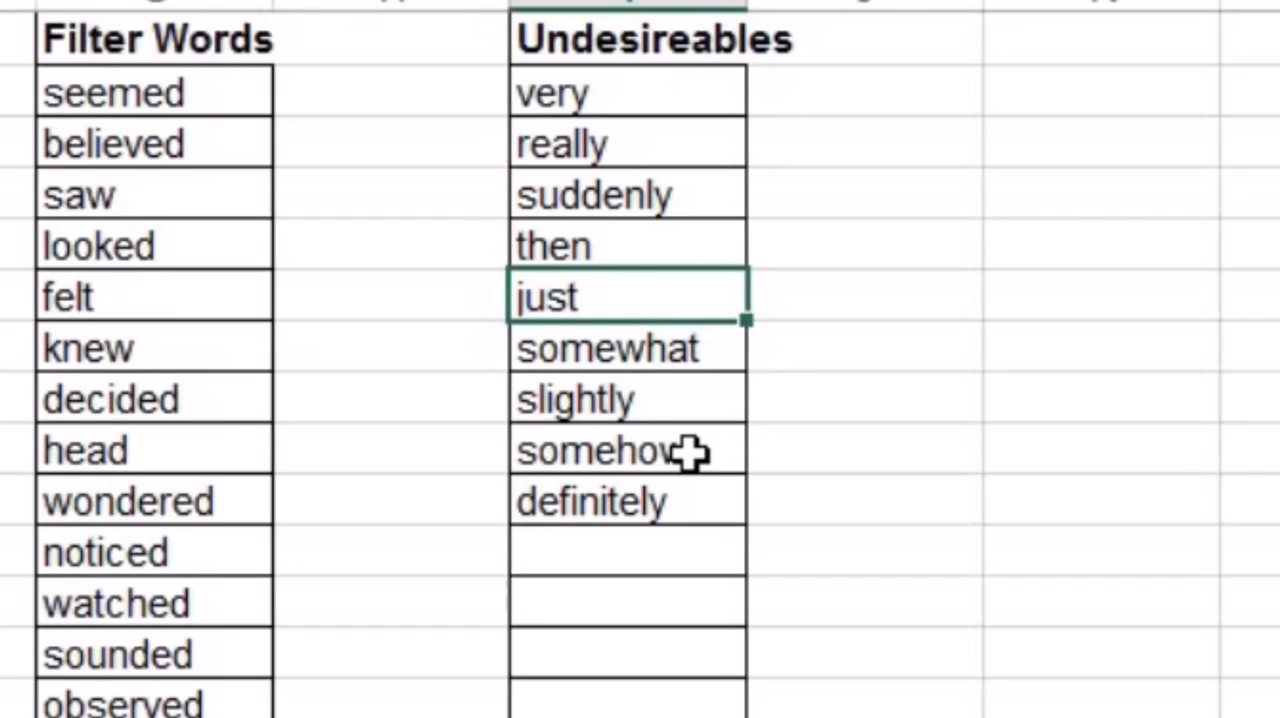 Filter Words Undesireables
seemed very
believed really
saw suddenly
looked then
felt just
knew somewhat
decided slightly
head somehow
wondered definitely
noticed
watched
sounded
observed